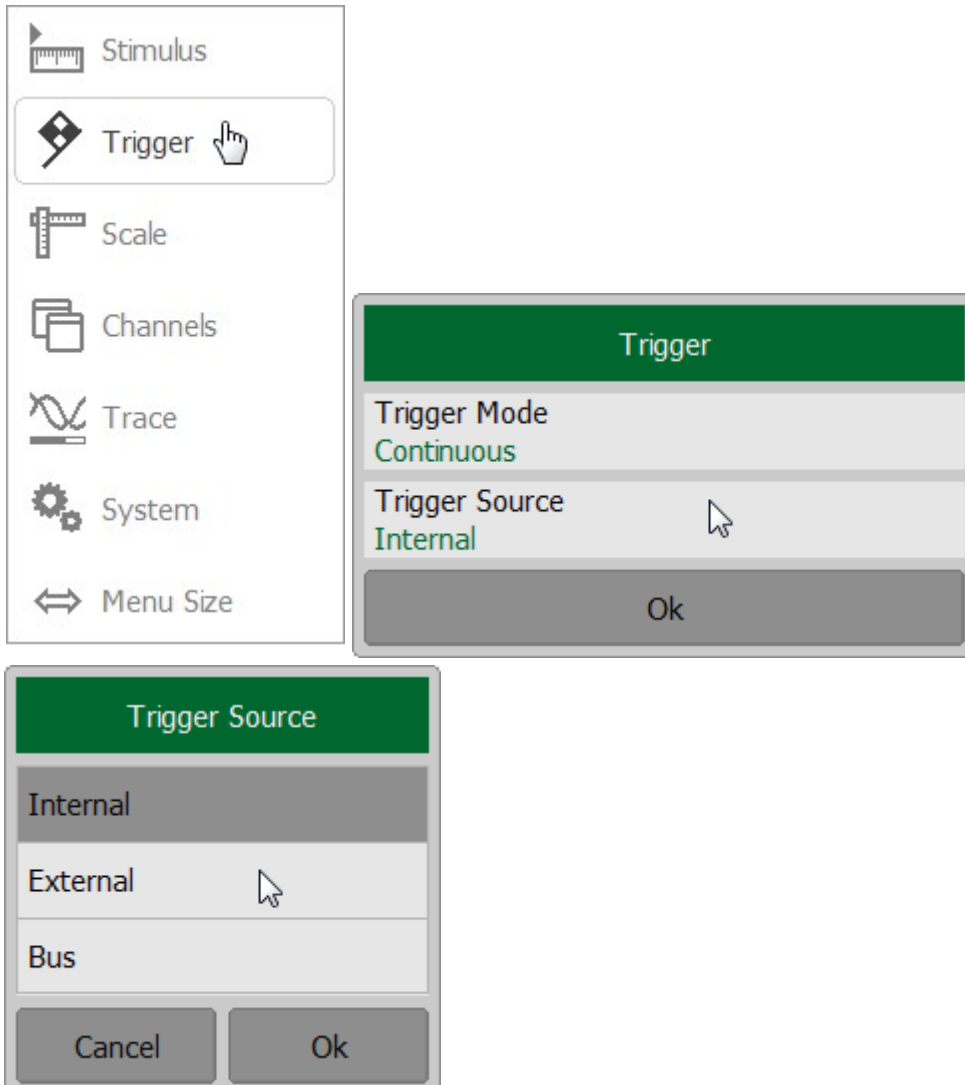 Stimulus
Trigger
Scale
Channels
Trace
System
Menu Size
Trigger
Trigger Mode
Continuous
Trigger Source
Internal
Ok
Trigger Source
Internal
External
Bus
Cancel
Ok